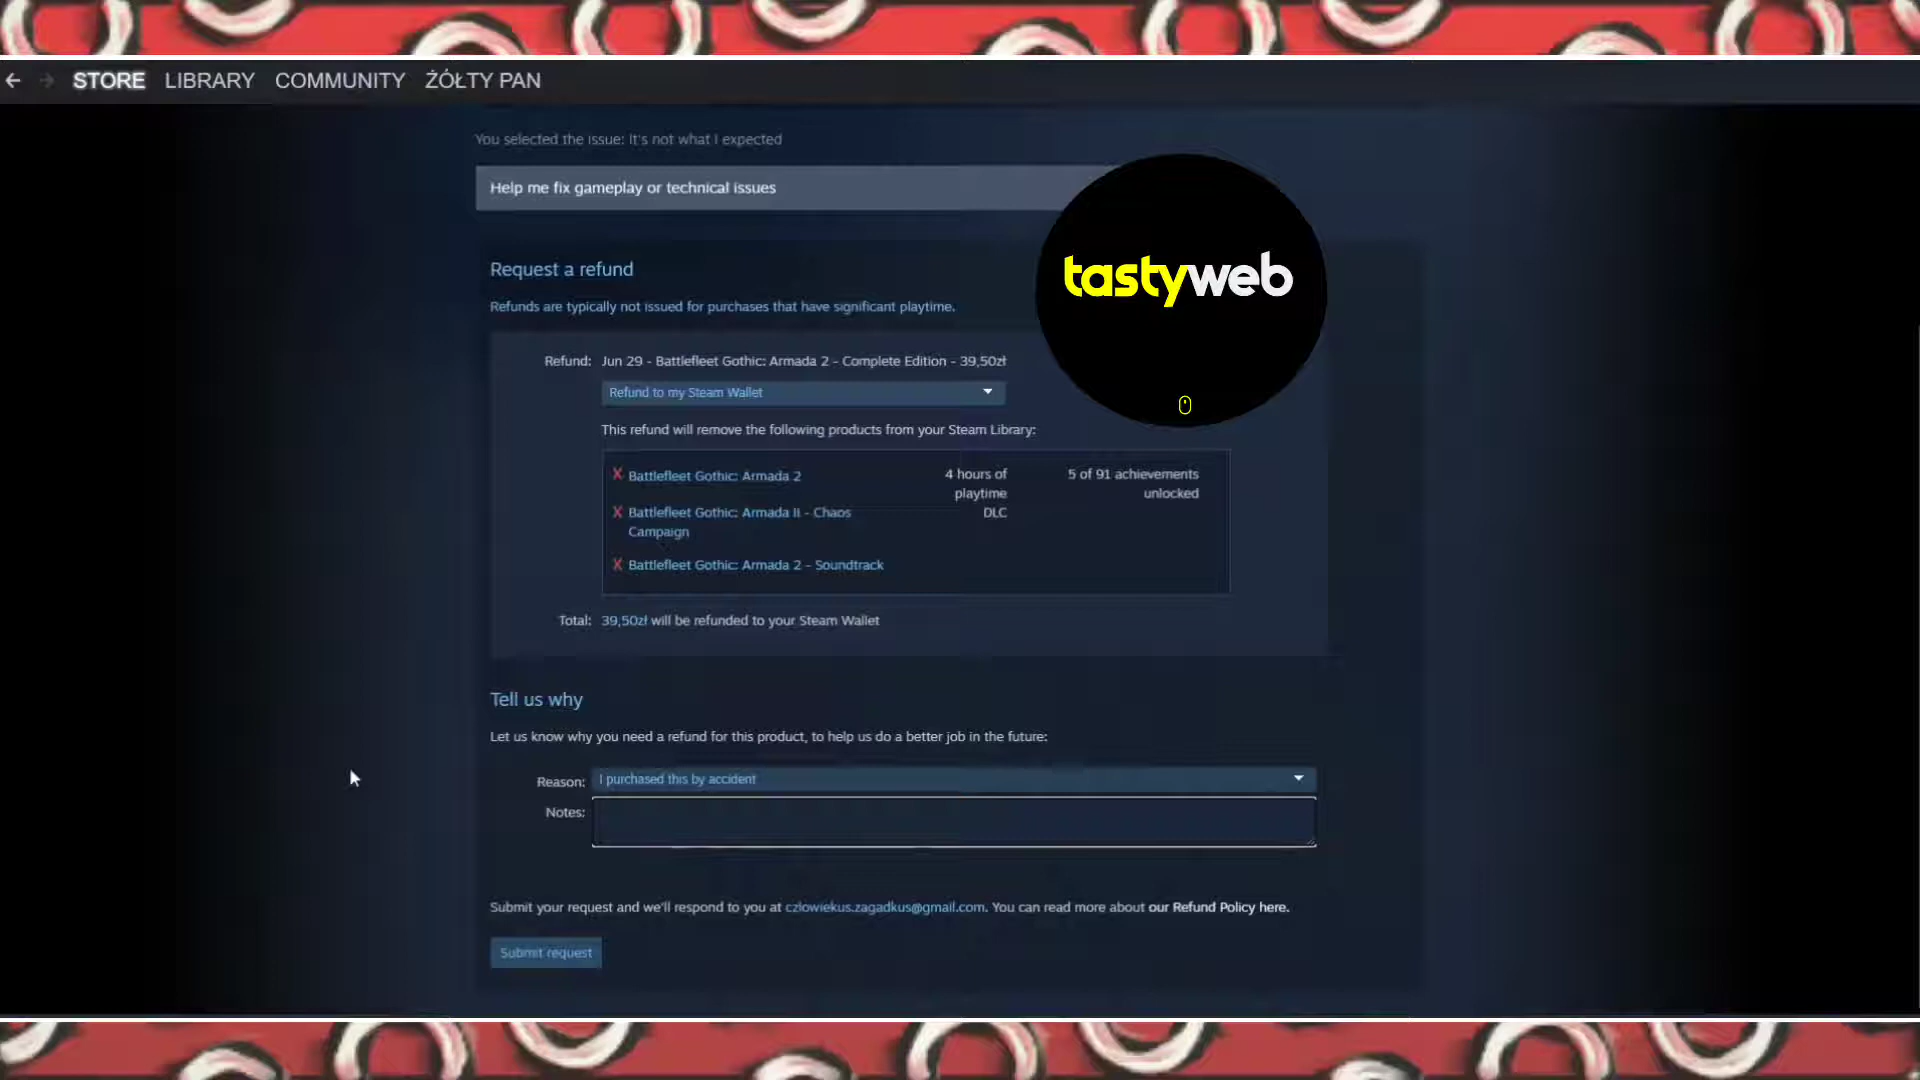 STORE LIBRARY COMMUNITY ŻÓŁTY PAN
You selected the issue: It's not what I expected
Help me fix gameplay or technical issues
tastyweb
Request a refund
Refunds are typically not issued for purchases that have significant playtime.
Refund: Jun 29 - Battlefleet Gothic: Armada 2 - Complete Edition - 39,50zł
Refund to my Steam Wallet
This refund will remove the following products from your Steam Library:
X Battlefleet Gothic: Armada 2 4 hours of playtime 5 of 91 achievements unlocked
X Battlefleet Gothic: Armada II - Chaos Campaign DLC
X Battlefleet Gothic: Armada 2 - Soundtrack
Total: 39,50zł will be refunded to your Steam Wallet
Tell us why
Let us know why you need a refund for this product, to help us do a better job in the future:
Reason: I purchased this by accident
Notes:
Submit your request and we'll respond to you at czlowiekus.zagadkus@gmail.com. You can read more about our Refund Policy here.
Submit request